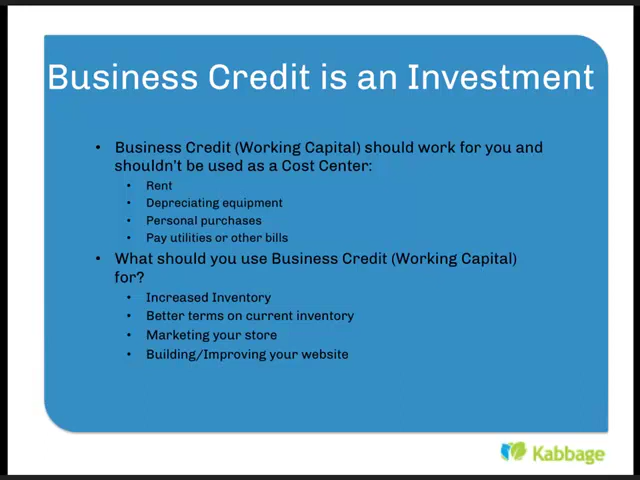 Business Credit is an Investment
• Business Credit (Working Capital) should work for you and
shouldn't be used as a Cost Center:
• Rent
• Depreciating equipment
• Personal purchases
• Pay utilities or other bills
• What should you use Business Credit (Working Capital)
for?
• Increased Inventory
• Better terms on current inventory
• Marketing your store
• Building/Improving your website
Kabbage